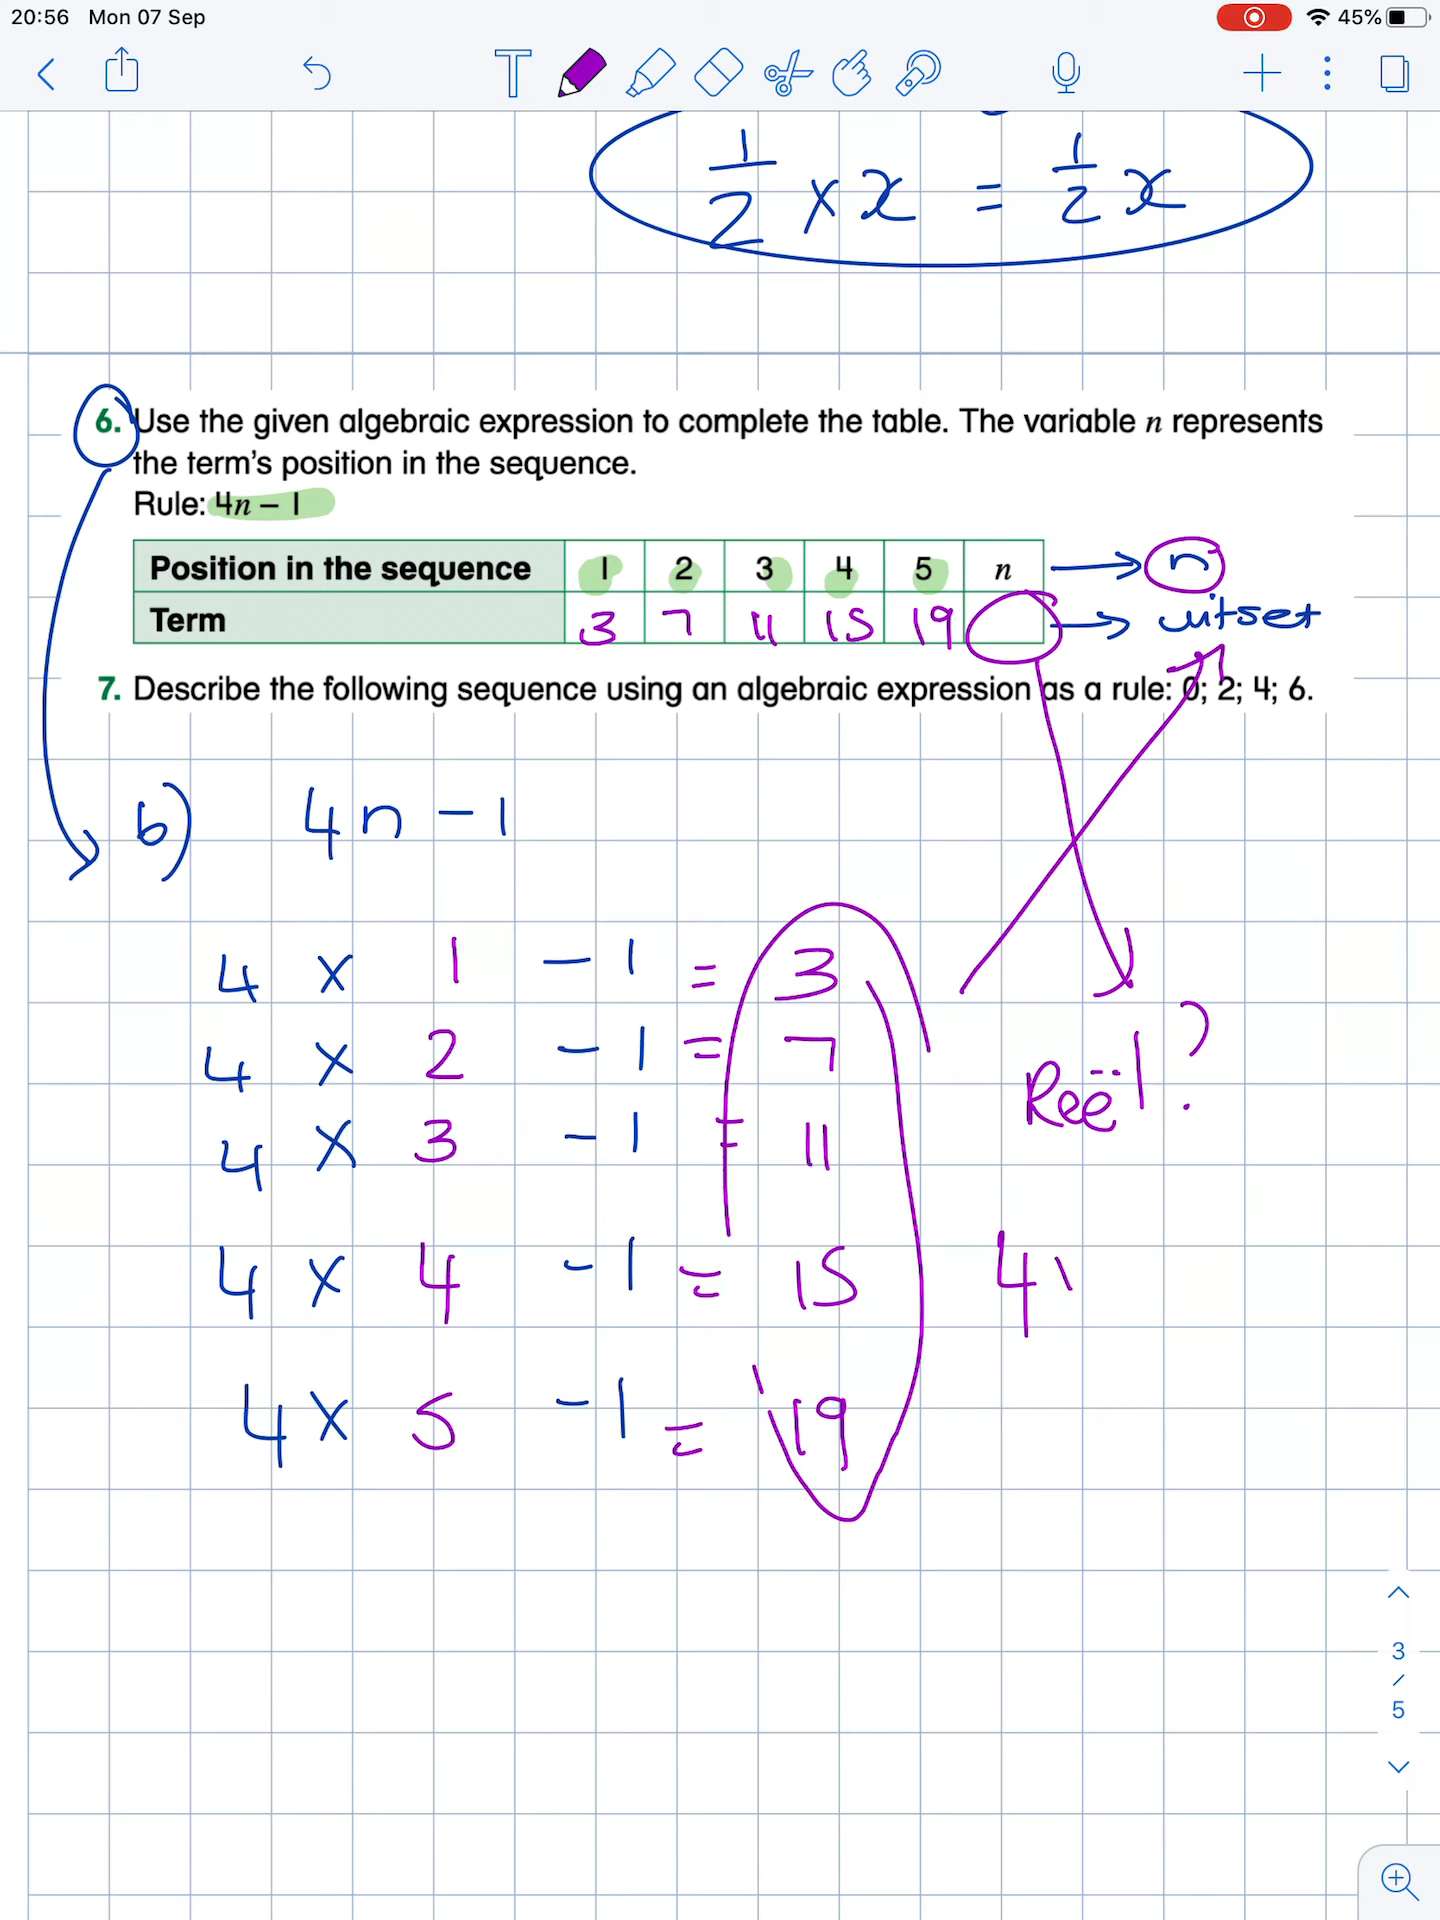 20:56 Mon 07 Sep 45%
1/2 × x = 1/2 x
6. Use the given algebraic expression to complete the table. The variable n represents
the term's position in the sequence.
Rule: 4n – 1
Position in the sequence 1 2 3 4 5 n → n
Term 3 7 11 15 19 → uitset
7. Describe the following sequence using an algebraic expression as a rule: 0; 2; 4; 6.
6) 4n - 1
4 × 1 - 1 = 3
4 × 2 - 1 = 7
Reël?
4 × 3 - 1 = 11
4 × 4 - 1 = 15 4
4 × 5 - 1 = 19
3
/
5